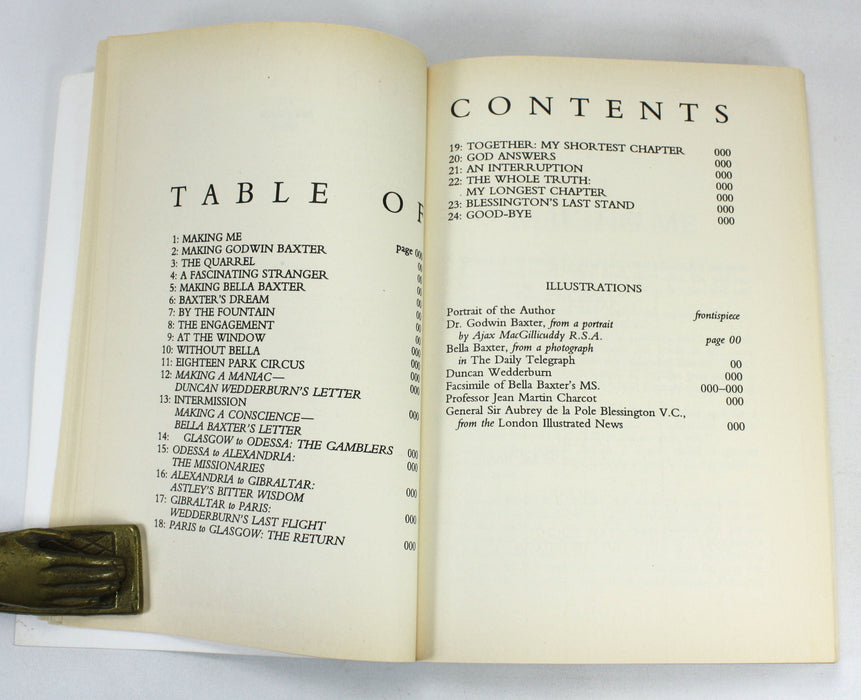 TABLE OF
1: MAKING ME
2: MAKING GODWIN BAXTER page 000
3: THE QUARREL 00
4: A FASCINATING STRANGER 00
5: MAKING BELLA BAXTER 00
6: BAXTER'S DREAM 00
7: BY THE FOUNTAIN 00
8: THE ENGAGEMENT 00
9: AT THE WINDOW 00
10: WITHOUT BELLA 000
11: EIGHTEEN PARK CIRCUS 000
12: MAKING A MANIAC— 000
DUNCAN WEDDERBURN'S LETTER 000
13: INTERMISSION
MAKING A CONSCIENCE— 000
BELLA BAXTER'S LETTER
14: GLASGOW to ODESSA: THE GAMBLERS 000
15: ODESSA to ALEXANDRIA: 000
THE MISSIONARIES
16: ALEXANDRIA to GIBRALTAR: 000
ASTLEY'S BITTER WISDOM
17: GIBRALTAR to PARIS: 000
WEDDERBURN'S LAST FLIGHT
18: PARIS to GLASGOW: THE RETURN 000
CONTENTS
19: TOGETHER: MY SHORTEST CHAPTER 000
20: GOD ANSWERS 000
21: AN INTERRUPTION 000
22: THE WHOLE TRUTH: 000
MY LONGEST CHAPTER 000
23: BLESSINGTON'S LAST STAND 000
24: GOOD-BYE 000
ILLUSTRATIONS
Portrait of the Author frontispiece
Dr. Godwin Baxter, from a portrait
by Ajax MacGillicuddy R.S.A. page 00
Bella Baxter, from a photograph
in The Daily Telegraph 00
Duncan Wedderburn 000
Facsimile of Bella Baxter's MS. 000–000
Professor Jean Martin Charcot 000
General Sir Aubrey de la Pole Blessington V.C.,
from the London Illustrated News 000